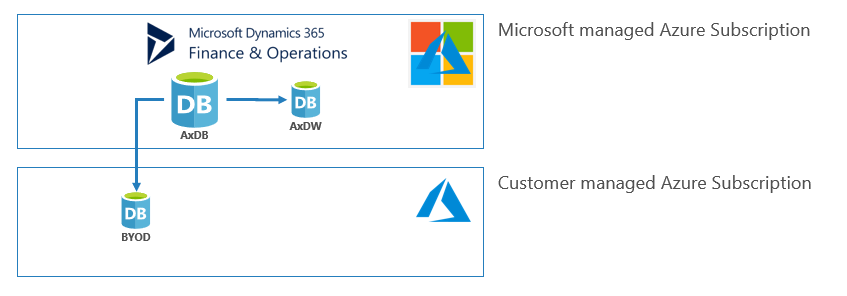 Microsoft Dynamics 365
Finance & Operations
Microsoft managed Azure Subscription
DB
AxDB
DB
AxDW
Customer managed Azure Subscription
DB
BYOD